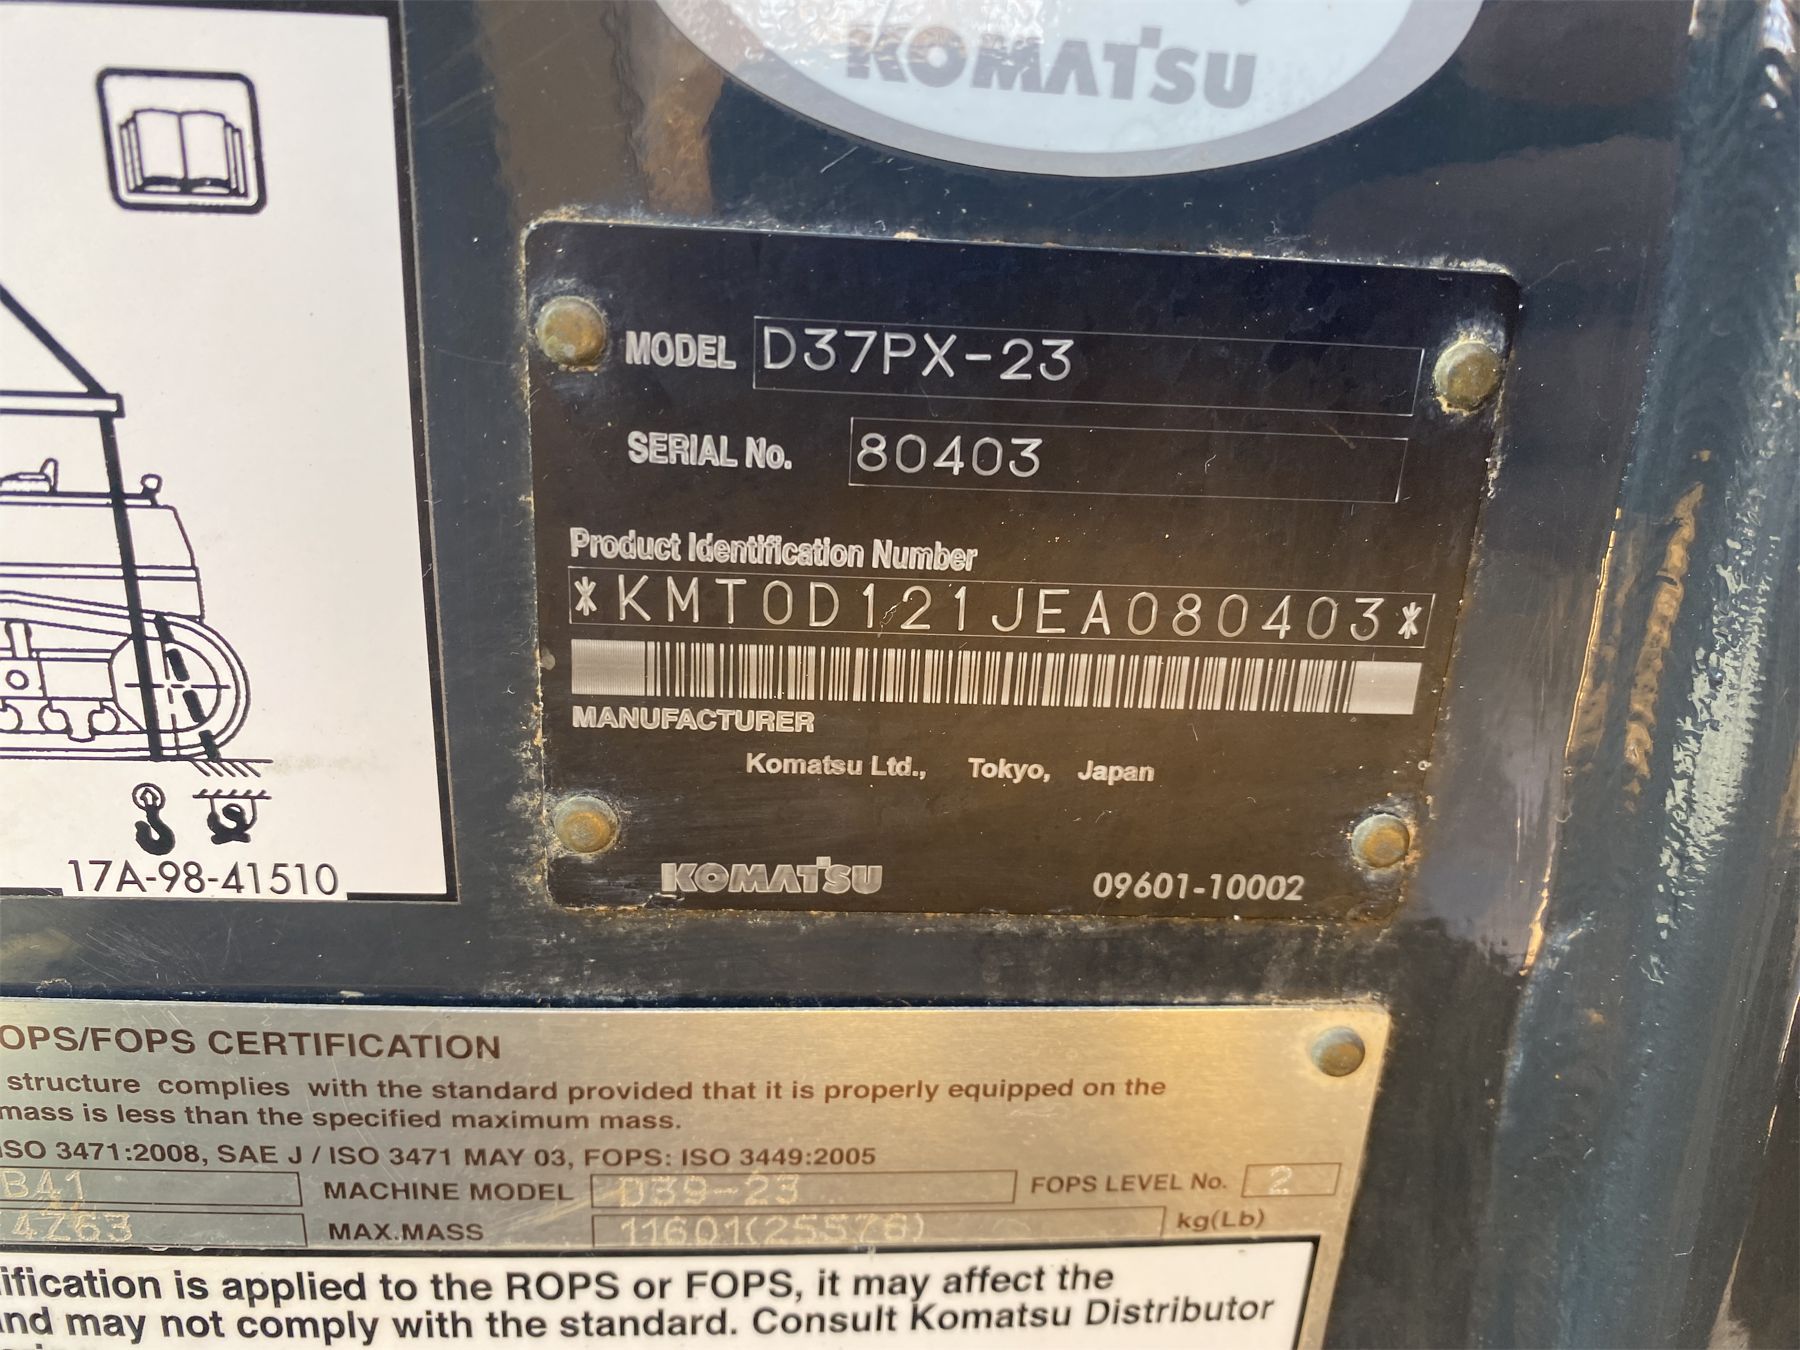 KOMATSU
MODEL D37PX-23
SERIAL No. 80403
Product Identification Number
*KMT0D121JEA080403*
MANUFACTURER
Komatsu Ltd., Tokyo, Japan
KOMATSU 09601-10002
17A-98-41510
OPS/FOPS CERTIFICATION
structure complies with the standard provided that it is properly equipped on the
mass is less than the specified maximum mass.
ISO 3471:2008, SAE J / ISO 3471 MAY 03, FOPS: ISO 3449:2005
B41 MACHINE MODEL D39-23 FOPS LEVEL No. 2
4Z63 MAX.MASS 11601(25576) kg(Lb)
ification is applied to the ROPS or FOPS, it may affect the
and may not comply with the standard. Consult Komatsu Distributor